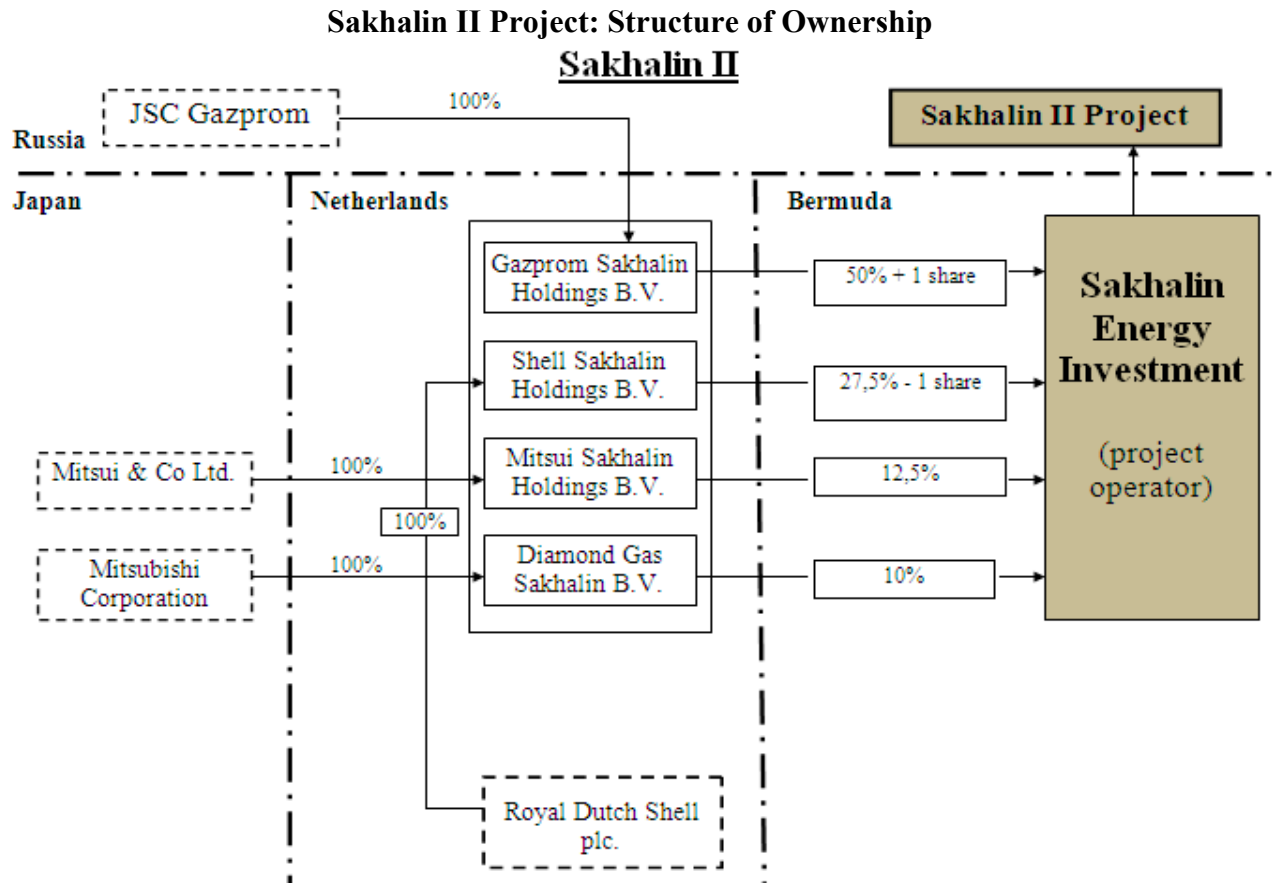 Sakhalin II Project: Structure of Ownership
Sakhalin II
JSC Gazprom
100%
Sakhalin II Project
Russia
Japan
Netherlands
Bermuda
Gazprom Sakhalin
Holdings B.V.
50% + 1 share
Sakhalin
Energy
Investment
(project
operator)
Shell Sakhalin
Holdings B.V.
27,5% - 1 share
Mitsui & Co Ltd.
100%
Mitsui Sakhalin
Holdings B.V.
12,5%
100%
Mitsubishi
Corporation
100%
Diamond Gas
Sakhalin B.V.
10%
Royal Dutch Shell
plc.